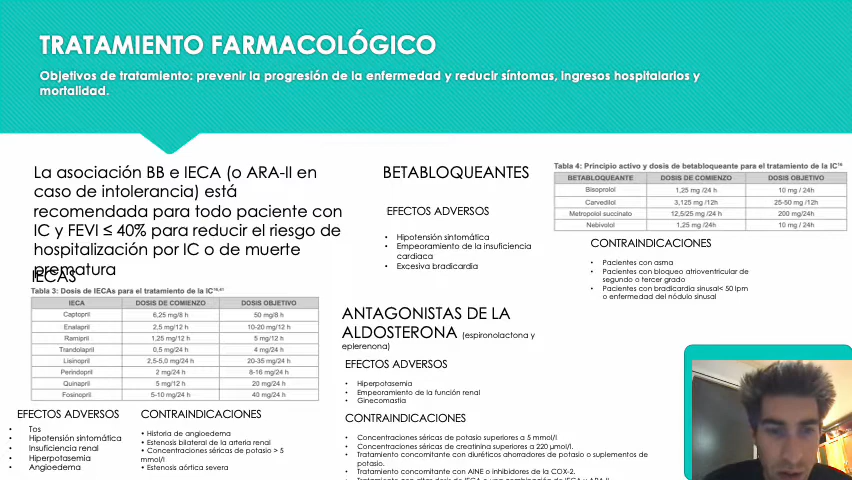 TRATAMIENTO FARMACOLÓGICO
Objetivos de tratamiento: prevenir la progresión de la enfermedad y reducir síntomas, ingresos hospitalarios y
mortalidad.
La asociación BB e IECA (o ARA-II en
caso de intolerancia) está
recomendada para todo paciente con
IC y FEVI ≤ 40% para reducir el riesgo de
hospitalización por IC o de muerte
prematura
IECAS
Tabla 3: Dosis de IECAs para el tratamiento de la IC
IECA DOSIS DE COMIENZO DOSIS OBJETIVO
Captopril 6,25 mg/8 h 50 mg/8 h
Enalapril 2,5 mg/12 h 10-20 mg/12 h
Ramipril 1,25 mg/12 h 5 mg/12 h
Trandolapril 0,5 mg/24 h 4 mg/24 h
Lisinopril 2,5-5,0 mg/24 h 20-35 mg/24 h
Perindopril 2 mg/24 h 8-16 mg/24 h
Quinapril 5 mg/12 h 20 mg/24 h
Fosinopril 5-10 mg/24 h 40 mg/24 h
EFECTOS ADVERSOS
• Tos
• Hipotensión sintomática
• Insuficiencia renal
• Hiperpotasemia
• Angioedema
CONTRAINDICACIONES
• Historia de angioedema
• Estenosis bilateral de la arteria renal
• Concentraciones séricas de potasio > 5
mmol/l
• Estenosis aórtica severa
BETABLOQUEANTES
EFECTOS ADVERSOS
• Hipotensión sintomática
• Empeoramiento de la insuficiencia
cardiaca
• Excesiva bradicardia
Tabla 4: Principio activo y dosis de betabloqueante para el tratamiento de la IC
BETABLOQUEANTE DOSIS DE COMIENZO DOSIS OBJETIVO
Bisoprolol 1,25 mg /24 h 10 mg / 24h
Carvedilol 3,125 mg /12h 25-50 mg /12h
Metropolol succinato 12,5/25 mg /24 h 200 mg/24h
Nebivolol 1,25 mg /24h 10 mg / 24h
CONTRAINDICACIONES
• Pacientes con asma
• Pacientes con bloqueo atrioventricular de
segundo o tercer grado
• Pacientes con bradicardia sinusal< 50 lpm
o enfermedad del nódulo sinusal
ANTAGONISTAS DE LA
ALDOSTERONA (espironolactona y
eplerenona)
EFECTOS ADVERSOS
• Hiperpotasemia
• Empeoramiento de la función renal
• Ginecomastia
CONTRAINDICACIONES
• Concentraciones séricas de potasio superiores a 5 mmol/l
• Concentraciones séricas de creatinina superiores a 220 μmol/l.
• Tratamiento concomitante con diuréticos ahorradores de potasio o suplementos de
potasio.
• Tratamiento concomitante con AINE o inhibidores de la COX-2.